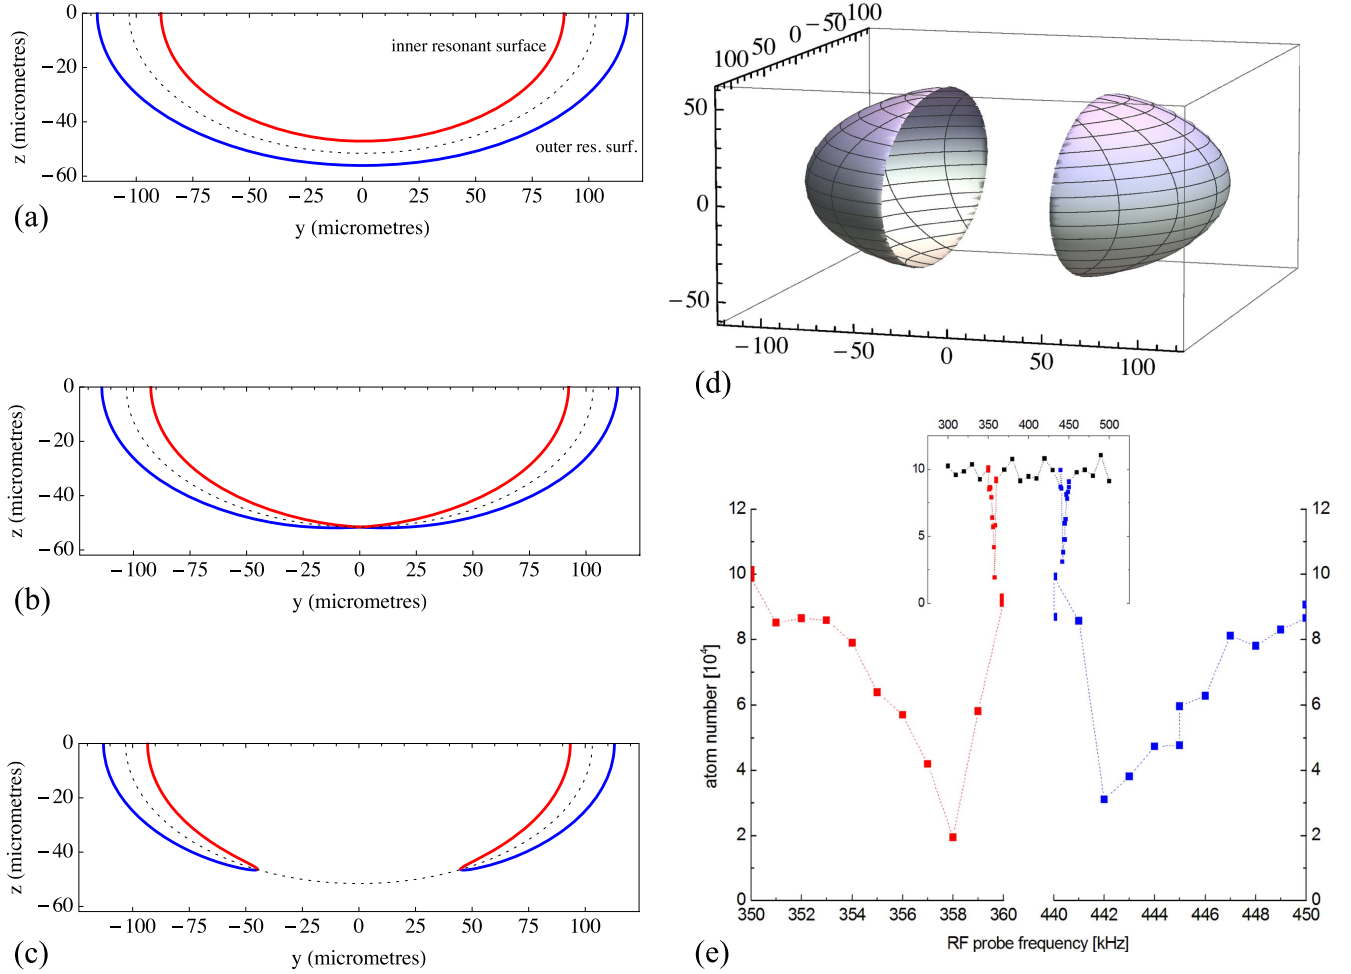 0
−20
−40
−60
z (micrometres)
inner resonant surface
outer res. surf.
−100 −75 −50 −25 0 25 50 75 100
y (micrometres)
(a)
0
−20
−40
−60
z (micrometres)
−100 −75 −50 −25 0 25 50 75 100
y (micrometres)
(b)
0
−20
−40
−60
z (micrometres)
−100 −75 −50 −25 0 25 50 75 100
y (micrometres)
(c)
100 50 0 −50 −100
50
0
−50
−100 −50 0 50 100
(d)
300 350 400 450 500
10
5
0
12
10
8
6
4
2
0
atom number [10⁴]
12
10
8
6
4
2
0
350 352 354 356 358 360 440 442 444 446 448 450
RF probe frequency [kHz]
(e)